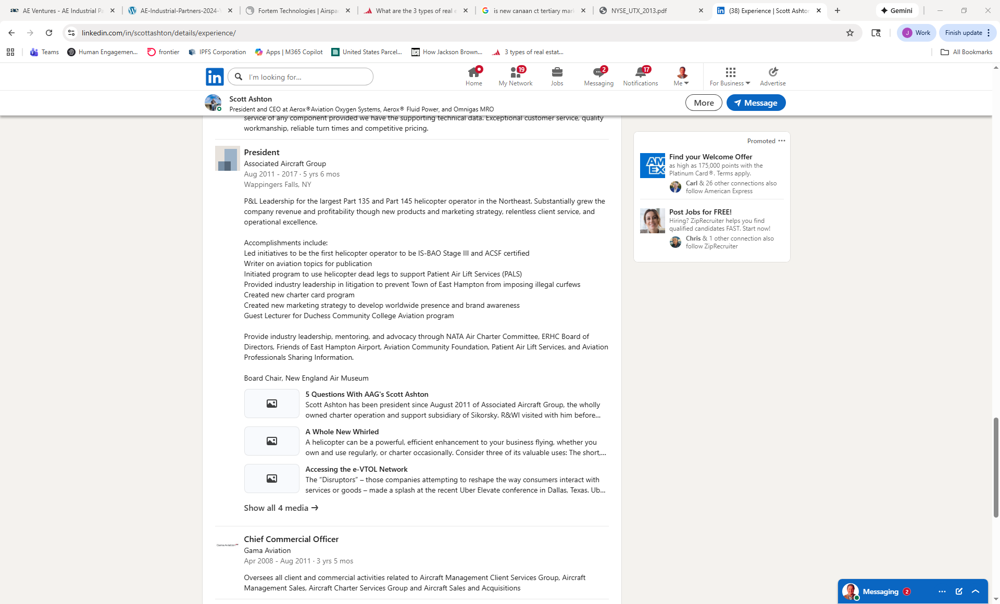 AE Ventures - AE Industrial Pa
AE-Industrial-Partners-2024-
Fortem Technologies | Airspa
What are the 3 types of real e
is new canaan ct tertiary mar
NYSE_UTX_2013.pdf
(38) Experience | Scott Ashto
Gemini
linkedin.com/in/scottashton/details/experience/
J Work
Finish update
Teams
Human Engagemen...
frontier
IPFS Corporation
Apps | M365 Copilot
United States Parcel...
How Jackson Brown...
3 types of real estat...
All Bookmarks
in
I'm looking for...
Home
19
My Network
Jobs
2
Messaging
17
Notifications
Me
For Business
Advertise
Scott Ashton
President and CEO at Aerox®Aviation Oxygen Systems, Aerox® Fluid Power, and Omnigas MRO
More
Message
service of any component provided we have the supporting technical data. Exceptional customer service, quality
workmanship, reliable turn times and competitive pricing.
President
Associated Aircraft Group
Aug 2011 - 2017 · 5 yrs 6 mos
Wappingers Falls, NY
P&L Leadership for the largest Part 135 and Part 145 helicopter operator in the Northeast. Substantially grew the
company revenue and profitability though new products and marketing strategy, relentless client service, and
operational excellence.
Accomplishments include:
Led initiatives to be the first helicopter operator to be IS-BAO Stage III and ACSF certified
Writer on aviation topics for publication
Initiated program to use helicopter dead legs to support Patient Air Lift Services (PALS)
Provided industry leadership in litigation to prevent Town of East Hampton from imposing illegal curfews
Created new charter card program
Created new marketing strategy to develop worldwide presence and brand awareness
Guest Lecturer for Duchess Community College Aviation program
Provide industry leadership, mentoring, and advocacy through NATA Air Charter Committee, ERHC Board of
Directors, Friends of East Hampton Airport, Aviation Community Foundation, Patient Air Lift Services, and Aviation
Professionals Sharing Information.
Board Chair, New England Air Museum
5 Questions With AAG's Scott Ashton
Scott Ashton has been president since August 2011 of Associated Aircraft Group, the wholly
owned charter operation and support subsidiary of Sikorsky. R&WI visited with him before...
A Whole New Whirled
A helicopter can be a powerful, efficient enhancement to your business flying, whether you
own and use regularly, or charter occasionally. Consider three of its valuable uses: The short,...
Accessing the e-VTOL Network
The “Disruptors” – those companies attempting to reshape the way consumers interact with
services or goods – made a splash at the recent Uber Elevate conference in Dallas, Texas. Ub...
Show all 4 media →
Gama Aviation
Chief Commercial Officer
Gama Aviation
Apr 2008 - Aug 2011 · 3 yrs 5 mos
Oversees all client and commercial activities related to Aircraft Management Client Services Group, Aircraft
Management Sales, Aircraft Charter Services Group and Aircraft Sales and Acquisitions
Promoted
AM
EX
Find your Welcome Offer
as high as 175,000 points with the
Platinum Card®. Terms apply.
Carl & 26 other connections also
follow American Express
Post Jobs for FREE!
Hiring? ZipRecruiter helps you find
qualified candidates FAST. Start now!
Chris & 1 other connection also
follow ZipRecruiter
Messaging 2